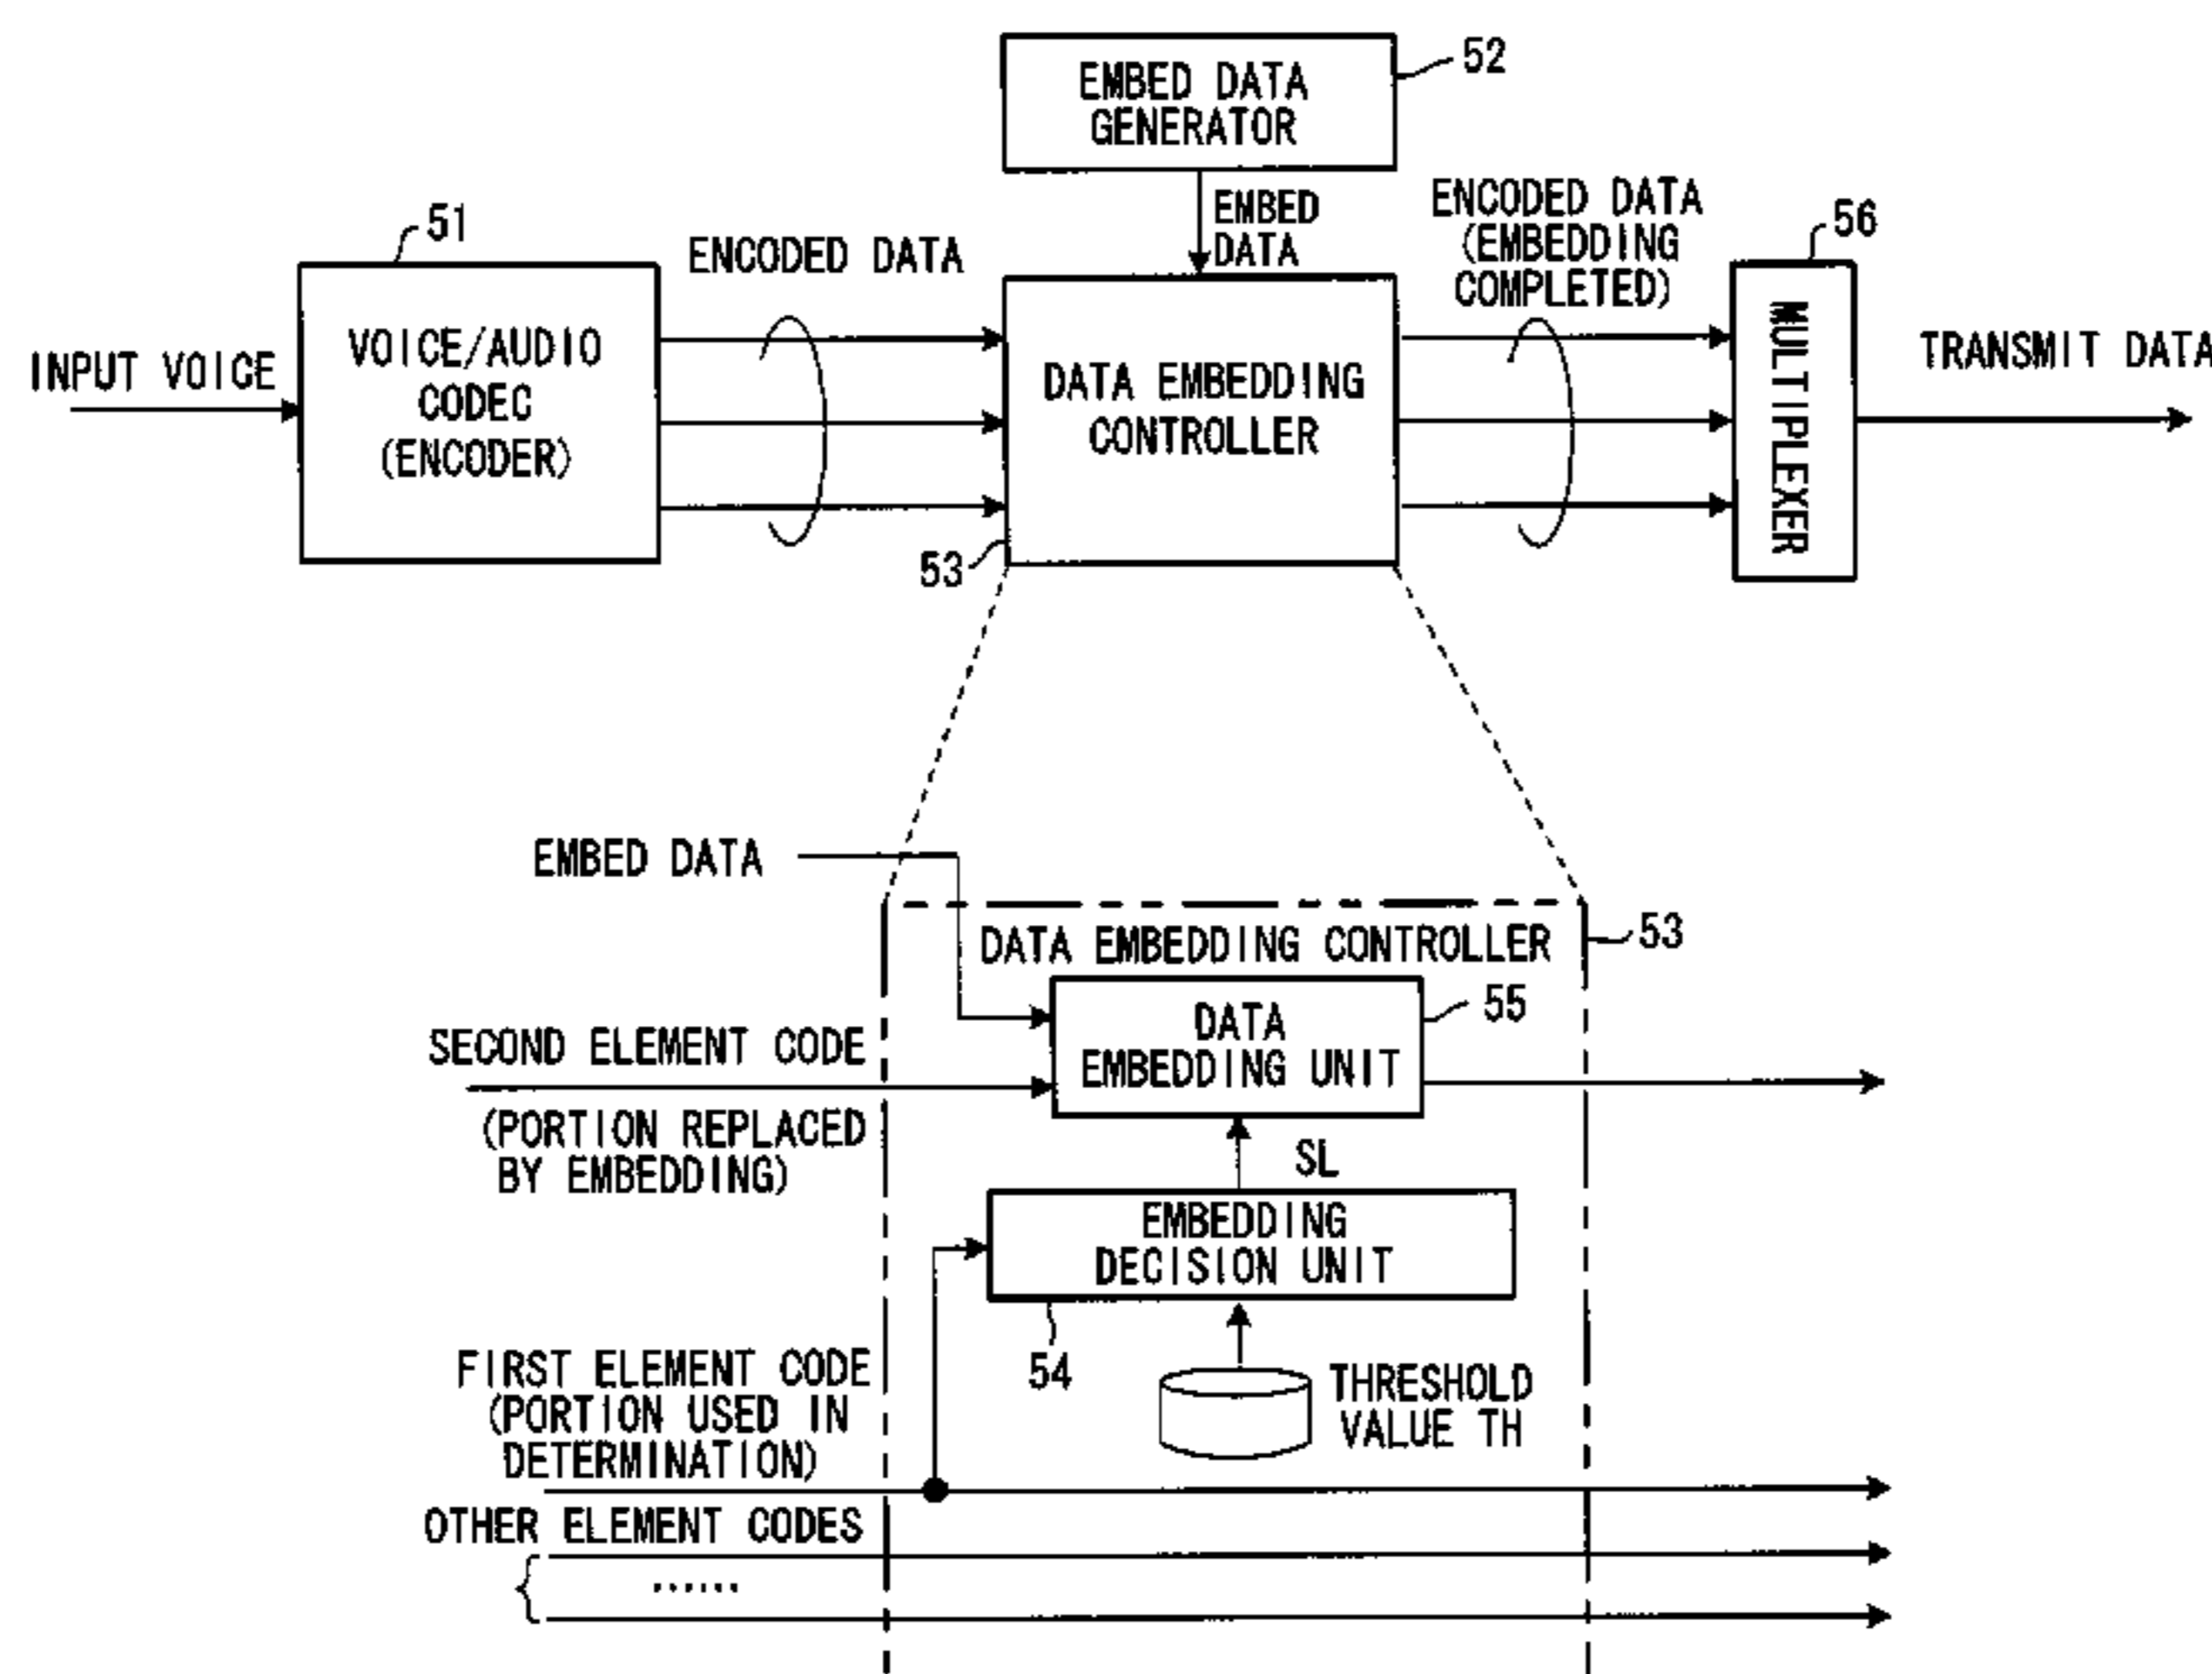 EMBED DATA
GENERATOR
52
EMBED
DATA
ENCODED DATA
(EMBEDDING
COMPLETED)
51
ENCODED DATA
56
INPUT VOICE
VOICE/AUDIO
CODEC
(ENCODER)
DATA EMBEDDING
CONTROLLER
MULTIPLEXER
TRANSMIT DATA
53
EMBED DATA
DATA EMBEDDING CONTROLLER
53
DATA
EMBEDDING UNIT
55
SECOND ELEMENT CODE
(PORTION REPLACED
BY EMBEDDING)
SL
EMBEDDING
DECISION UNIT
54
FIRST ELEMENT CODE
(PORTION USED IN
DETERMINATION)
THRESHOLD
VALUE TH
OTHER ELEMENT CODES
......